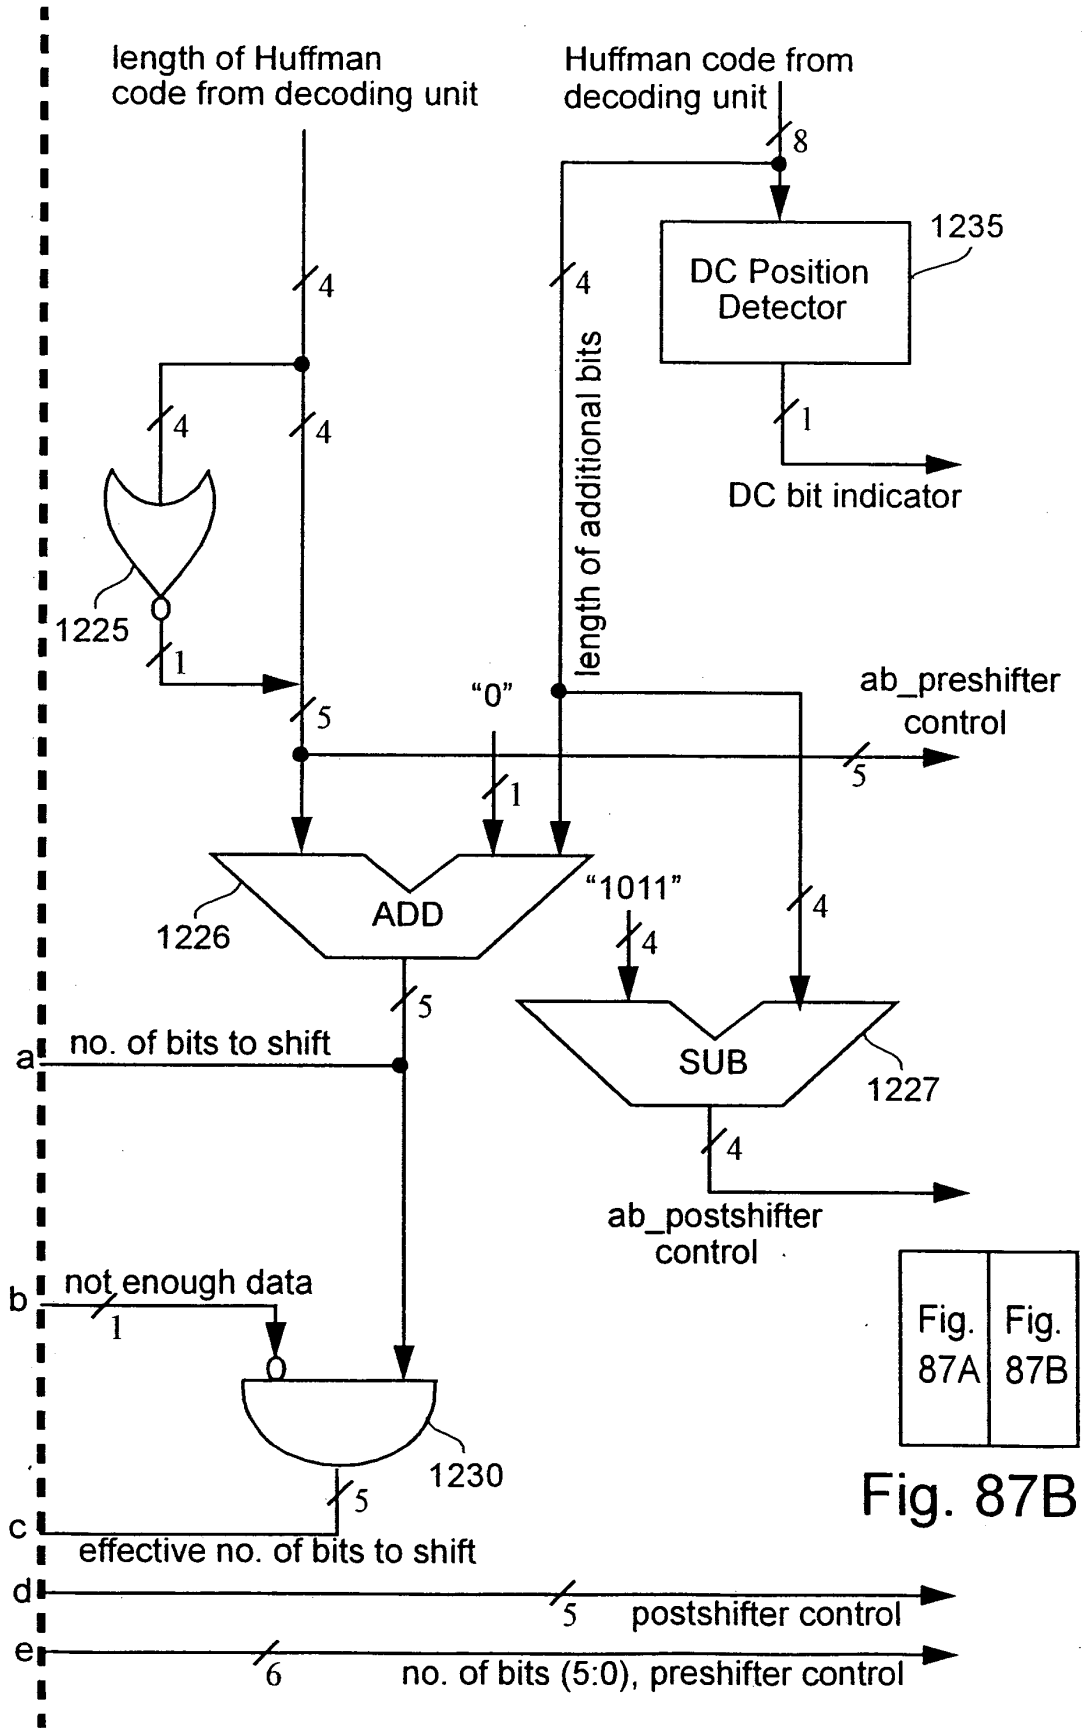 length of Huffman
code from decoding unit
Huffman code from
decoding unit
8
1235
DC Position
Detector
4
4
4
4
1
DC bit indicator
length of additional bits
1225
1
"0"
5
ab_preshifter
control
5
1
"1011"
4
4
ADD
1226
5
no. of bits to shift
a
SUB
1227
4
ab_postshifter
control
b
not enough data
1
Fig.
87A
Fig.
87B
1230
5
Fig. 87B
c
effective no. of bits to shift
d
5
postshifter control
e
6
no. of bits (5:0), preshifter control